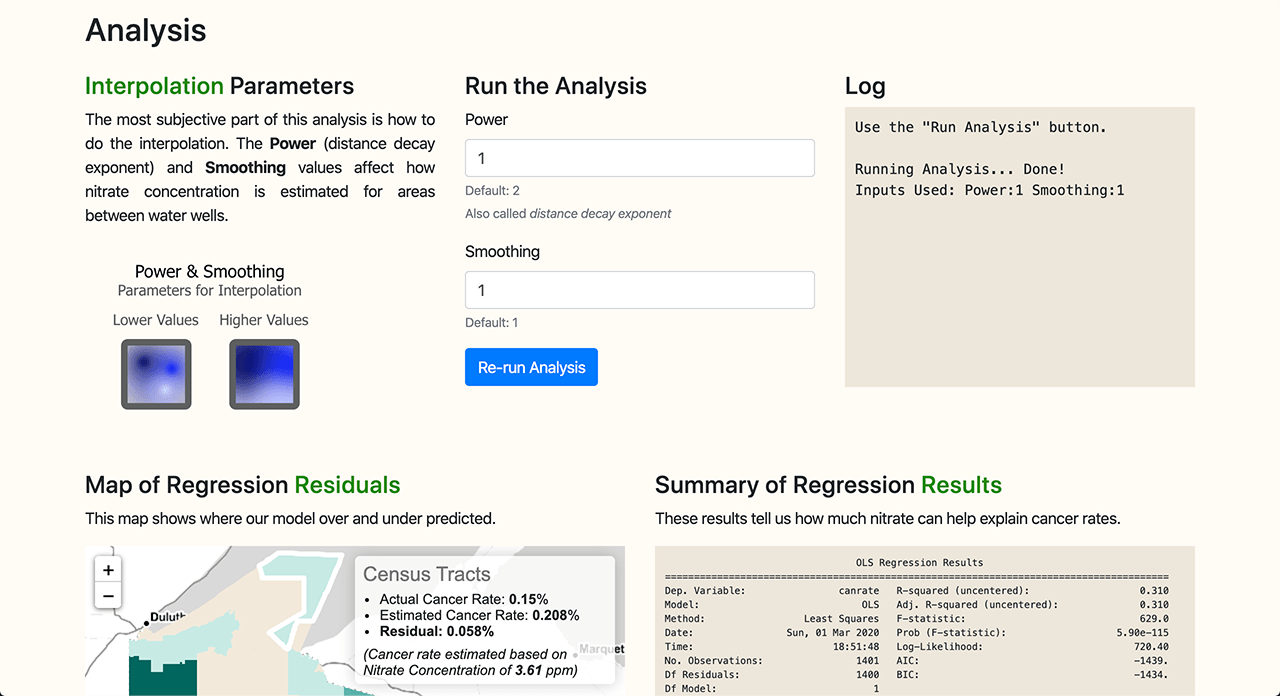 Analysis
Interpolation Parameters
The most subjective part of this analysis is how to
do the interpolation. The Power (distance decay
exponent) and Smoothing values affect how
nitrate concentration is estimated for areas
between water wells.
Power & Smoothing
Parameters for Interpolation
Lower Values Higher Values
Run the Analysis
Power
1
Default: 2
Also called distance decay exponent
Smoothing
1
Default: 1
Re-run Analysis
Log
Use the "Run Analysis" button.
Running Analysis... Done!
Inputs Used: Power:1 Smoothing:1
Map of Regression Residuals
This map shows where our model over and under predicted.
+
−
Duluth
Census Tracts
Actual Cancer Rate: 0.15%
Estimated Cancer Rate: 0.208%
Residual: 0.058%
(Cancer rate estimated based on
Nitrate Concentration of 3.61 ppm)
Marquet
Summary of Regression Results
These results tell us how much nitrate can help explain cancer rates.
OLS Regression Results
==============================================================================
Dep. Variable: canrate R-squared (uncentered): 0.310
Model: OLS Adj. R-squared (uncentered): 0.310
Method: Least Squares F-statistic: 629.0
Date: Sun, 01 Mar 2020 Prob (F-statistic): 5.90e-115
Time: 18:51:48 Log-Likelihood: 720.40
No. Observations: 1401 AIC: -1439.
Df Residuals: 1400 BIC: -1434.
Df Model: 1